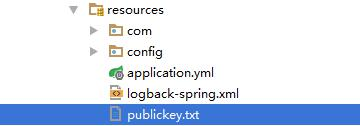 resources
com
config
application.yml
logback-spring.xml
publickey.txt